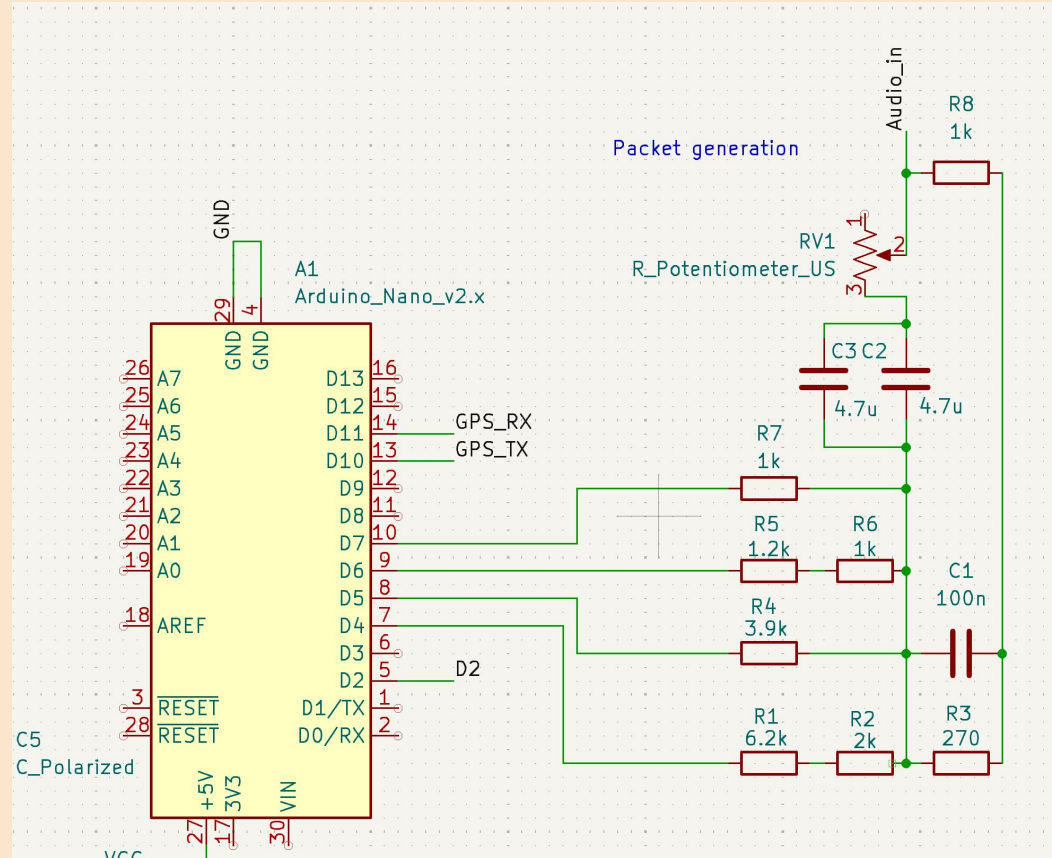 Audio_in
R8
1k
Packet generation
GND
RV1
R_Potentiometer_US
1
2
3
A1
Arduino_Nano_v2.x
29
4
GND
GND
C3 C2
4.7u
4.7u
26
A7
D13
16
25
A6
D12
15
24
A5
D11
14
GPS_RX
23
A4
D10
13
GPS_TX
22
A3
D9
12
21
A2
D8
11
20
A1
D7
10
19
A0
D6
9
D5
8
18
AREF
D4
7
D3
6
D2
5
D2
3
RESET
D1/TX
1
28
RESET
D0/RX
2
R7
1k
R5
1.2k
R6
1k
C1
100n
R4
3.9k
R1
6.2k
R2
2k
R3
270
C5
C_Polarized
+5V
3V3
VIN
27
17
30